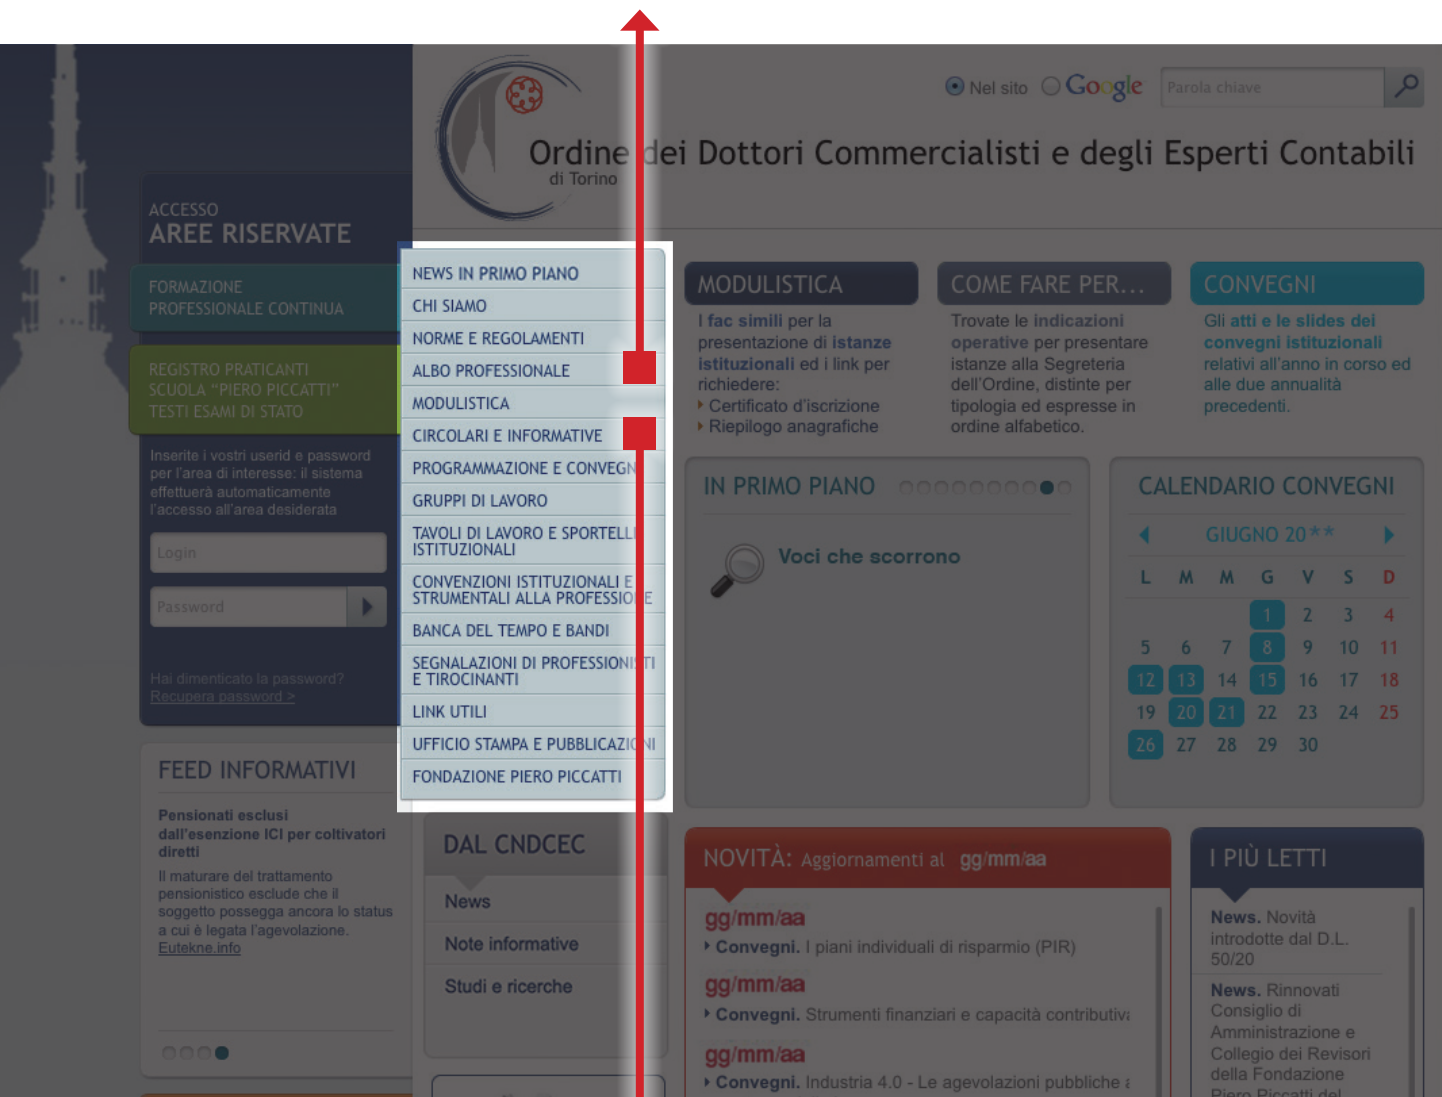 Nel sito Google Parola chiave
Ordine dei Dottori Commercialisti e degli Esperti Contabili
di Torino
ACCESSO
AREE RISERVATE
FORMAZIONE
PROFESSIONALE CONTINUA
REGISTRO PRATICANTI
SCUOLA “PIERO PICCATTI”
TESTI ESAMI DI STATO
Inserite i vostri userid e password
per l'area di interesse: il sistema
effettuerà automaticamente
l'accesso all'area desiderata
Login
Password
Hai dimenticato la password?
Recupera password >
FEED INFORMATIVI
Pensionati esclusi
dall'esenzione ICI per coltivatori
diretti
Il maturare del trattamento
pensionistico esclude che il
soggetto possegga ancora lo status
a cui è legata l'agevolazione.
Eutekne.info
NEWS IN PRIMO PIANO
CHI SIAMO
NORME E REGOLAMENTI
ALBO PROFESSIONALE
MODULISTICA
CIRCOLARI E INFORMATIVE
PROGRAMMAZIONE E CONVEGN
GRUPPI DI LAVORO
TAVOLI DI LAVORO E SPORTELLI
ISTITUZIONALI
CONVENZIONI ISTITUZIONALI E
STRUMENTALI ALLA PROFESSIONE
BANCA DEL TEMPO E BANDI
SEGNALAZIONI DI PROFESSIONISTI
E TIROCINANTI
LINK UTILI
UFFICIO STAMPA E PUBBLICAZIONI
FONDAZIONE PIERO PICCATTI
DAL CNDCEC
News
Note informative
Studi e ricerche
MODULISTICA
I fac simili per la
presentazione di istanze
istituzionali ed i link per
richiedere:
Certificato d'iscrizione
Riepilogo anagrafiche
COME FARE PER...
Trovate le indicazioni
operative per presentare
istanze alla Segreteria
dell'Ordine, distinte per
tipologia ed espresse in
ordine alfabetico.
CONVEGNI
Gli atti e le slides dei
convegni istituzionali
relativi all'anno in corso ed
alle due annualità
precedenti.
IN PRIMO PIANO
Voci che scorrono
CALENDARIO CONVEGNI
GIUGNO 20**
L M M G V S D
1 2 3 4
5 6 7 8 9 10 11
12 13 14 15 16 17 18
19 20 21 22 23 24 25
26 27 28 29 30
NOVITÀ: Aggiornamenti al gg/mm/aa
gg/mm/aa
Convegni. I piani individuali di risparmio (PIR)
gg/mm/aa
Convegni. Strumenti finanziari e capacità contributiva
gg/mm/aa
Convegni. Industria 4.0 - Le agevolazioni pubbliche a
I PIÙ LETTI
News. Novità
introdotte dal D.L.
50/20
News. Rinnovati
Consiglio di
Amministrazione e
Collegio dei Revisori
della Fondazione
Piero Piccatti del